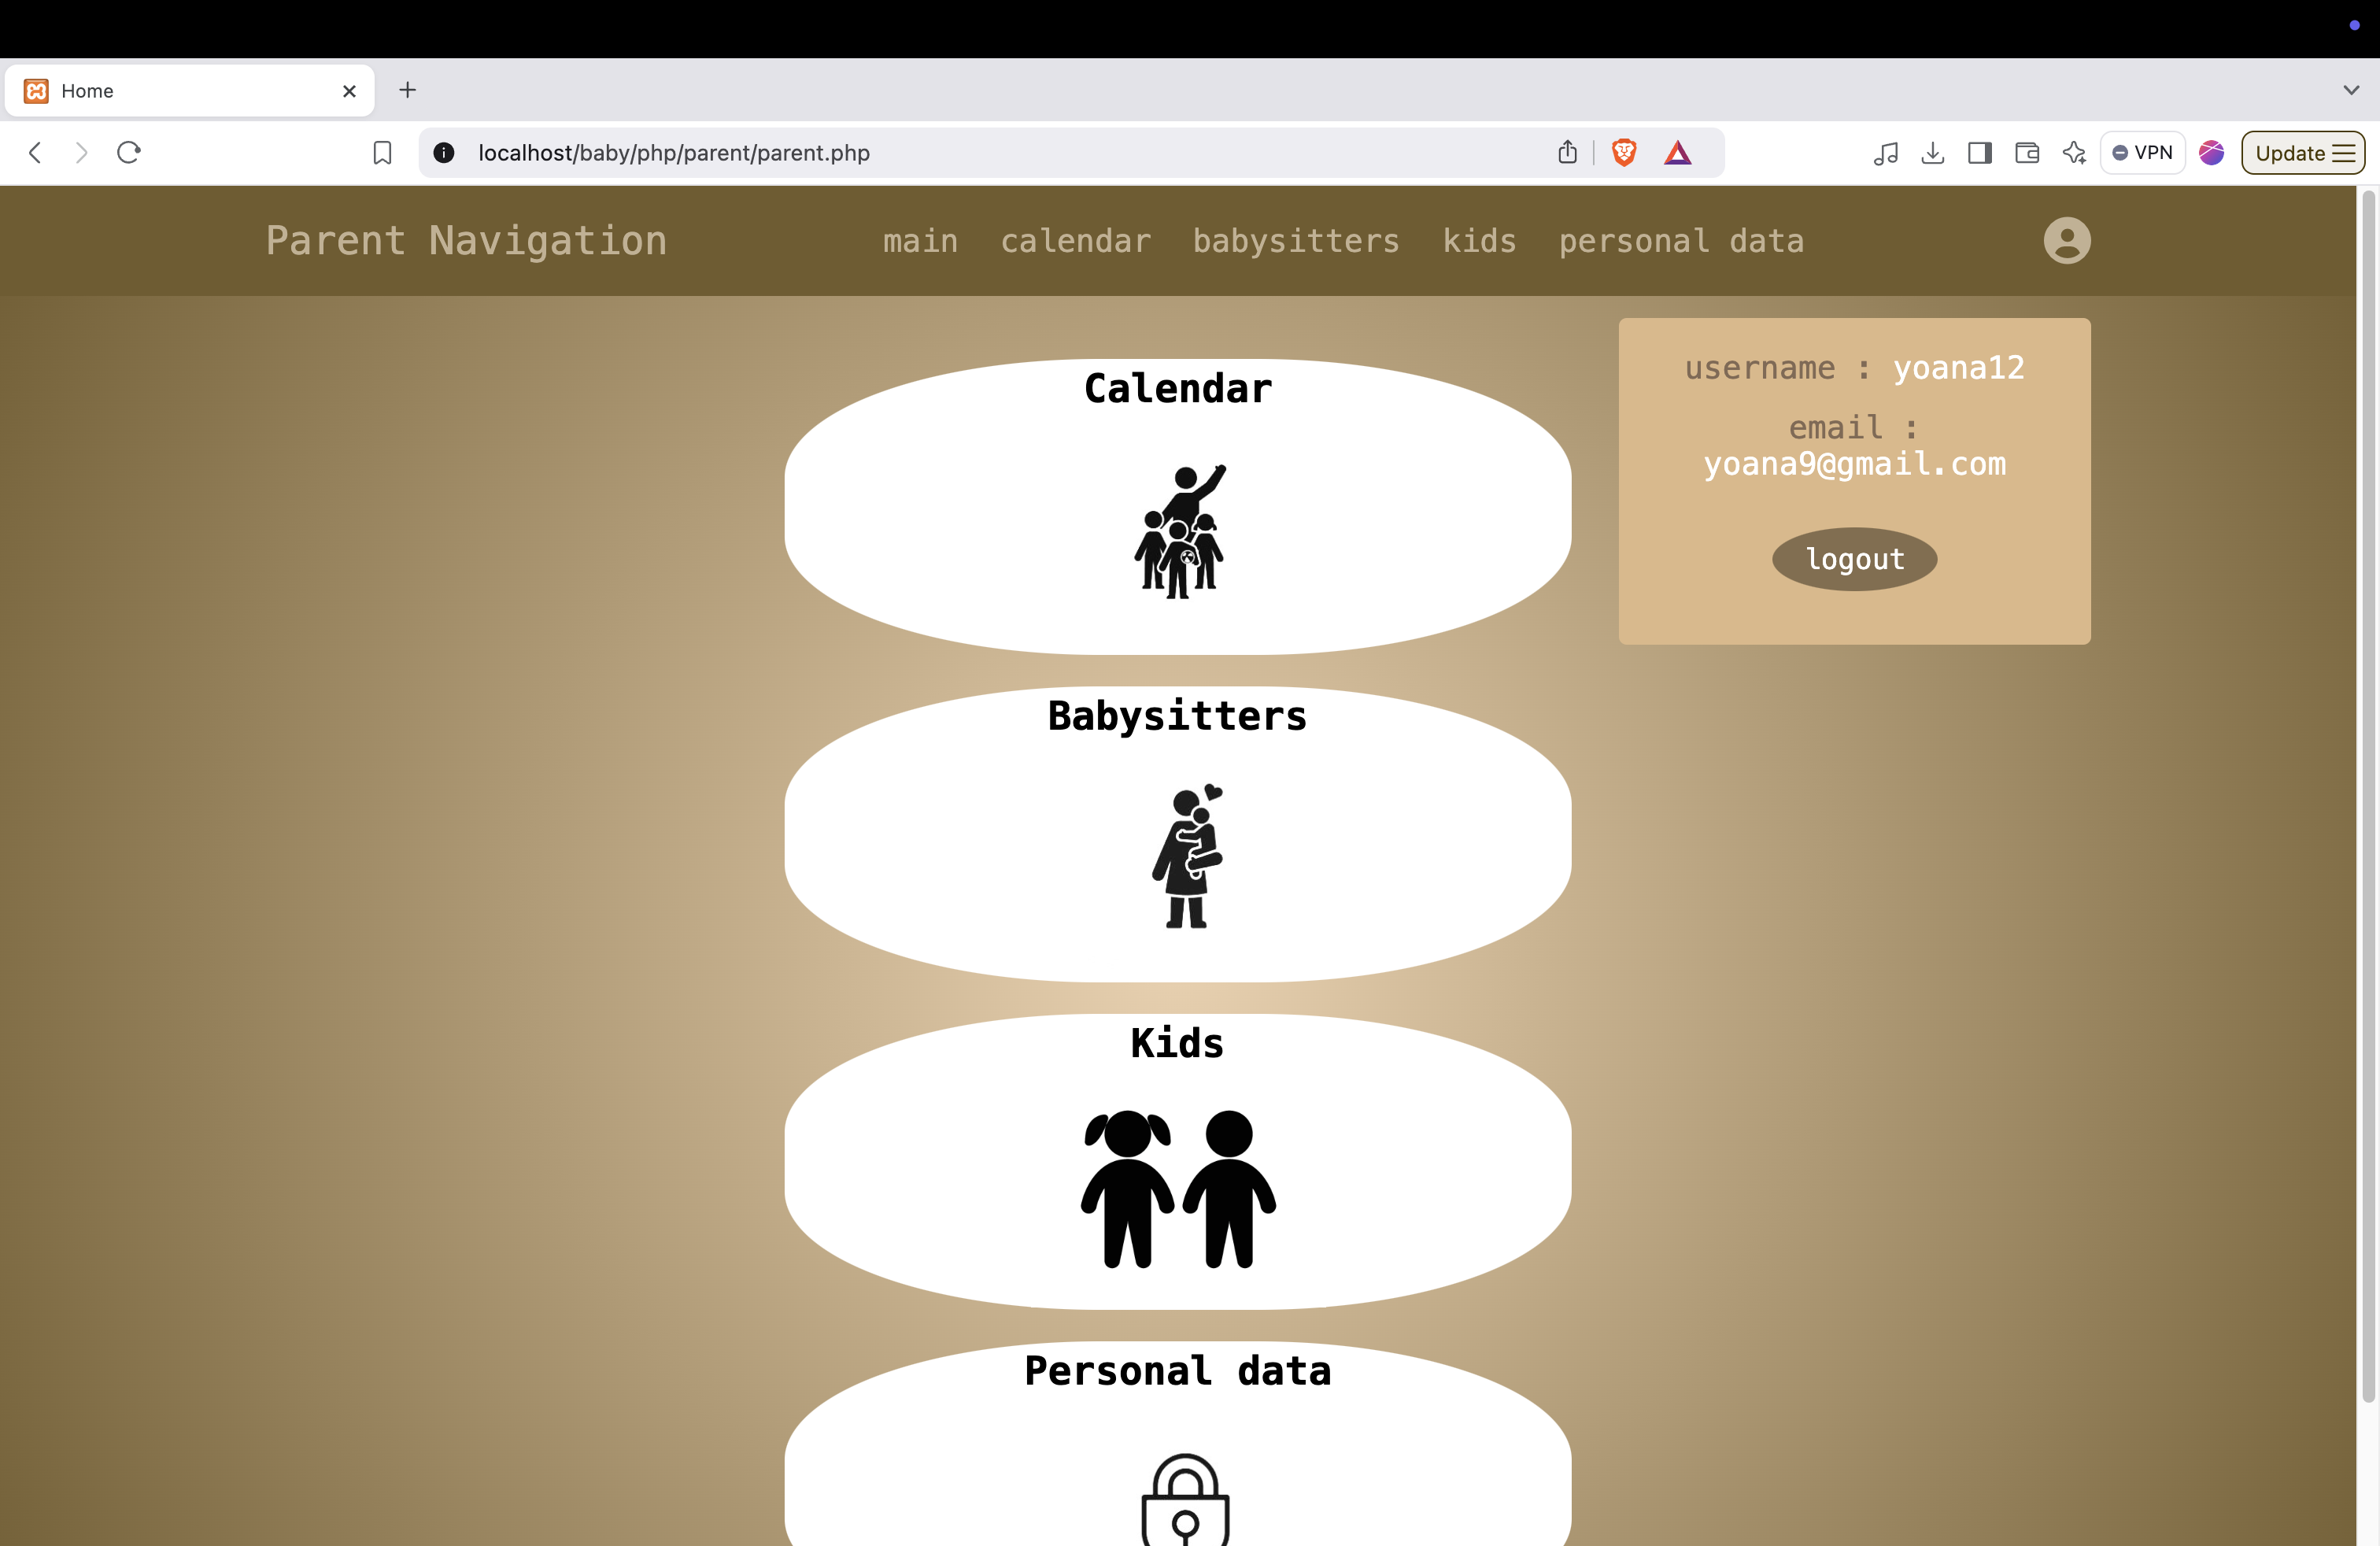 Home
localhost/baby/php/parent/parent.php
VPN
Update
Parent Navigation
main calendar babysitters kids personal data
username : yoana12
email :
yoana9@gmail.com
logout
Calendar
Babysitters
Kids
Personal data